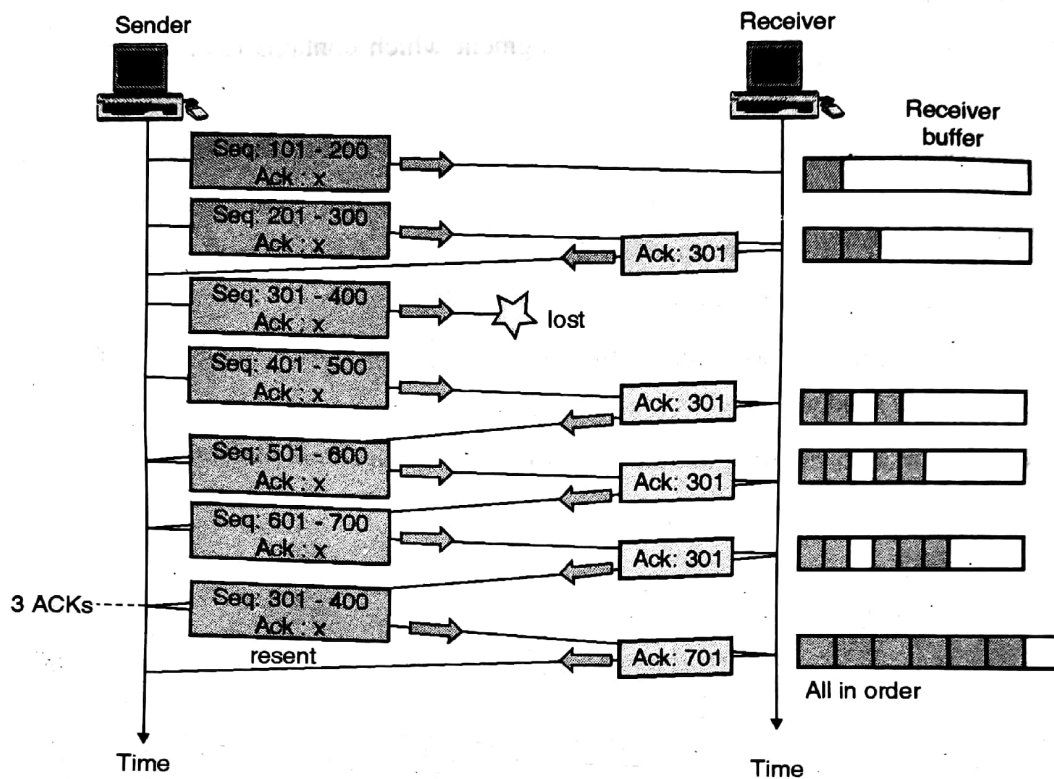 Sender
Receiver
Receiver
buffer
Seq: 101 - 200
Ack : x
Seq: 201 - 300
Ack : x
Ack: 301
Seq: 301 - 400
Ack : x
lost
Seq: 401 - 500
Ack : x
Ack: 301
Seq: 501 - 600
Ack : x
Ack: 301
Seq: 601 - 700
Ack : x
Ack: 301
3 ACKs
Seq: 301 - 400
Ack : x
resent
Ack: 701
All in order
Time
Time